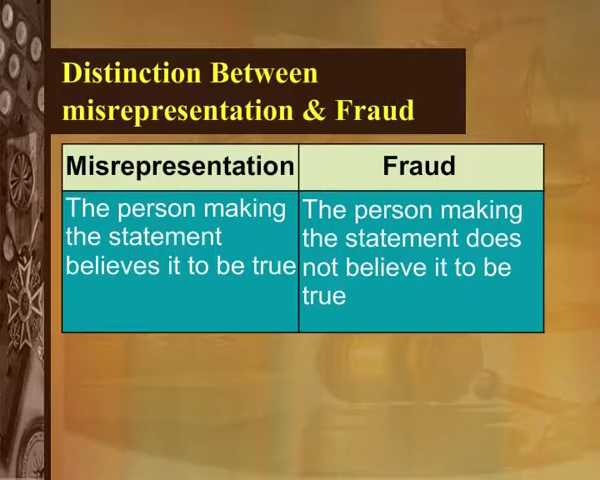 Distinction Between
misrepresentation & Fraud
Misrepresentation
Fraud
The person making
the statement
believes it to be true
The person making
the statement does
not believe it to be
true